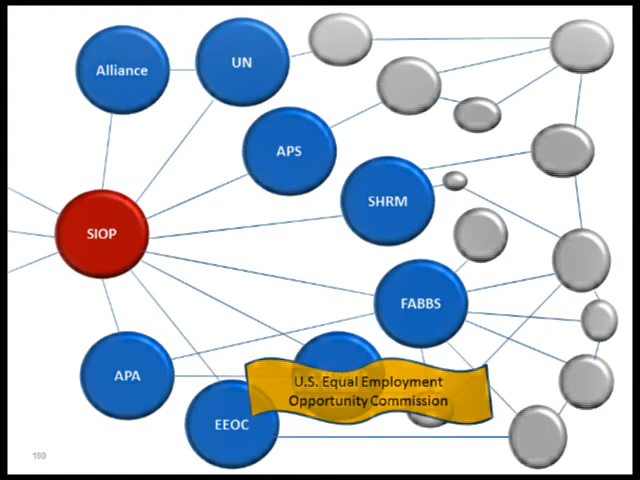 Alliance
UN
APS
SHRM
SIOP
FABBS
APA
U.S. Equal Employment
Opportunity Commission
EEOC
100